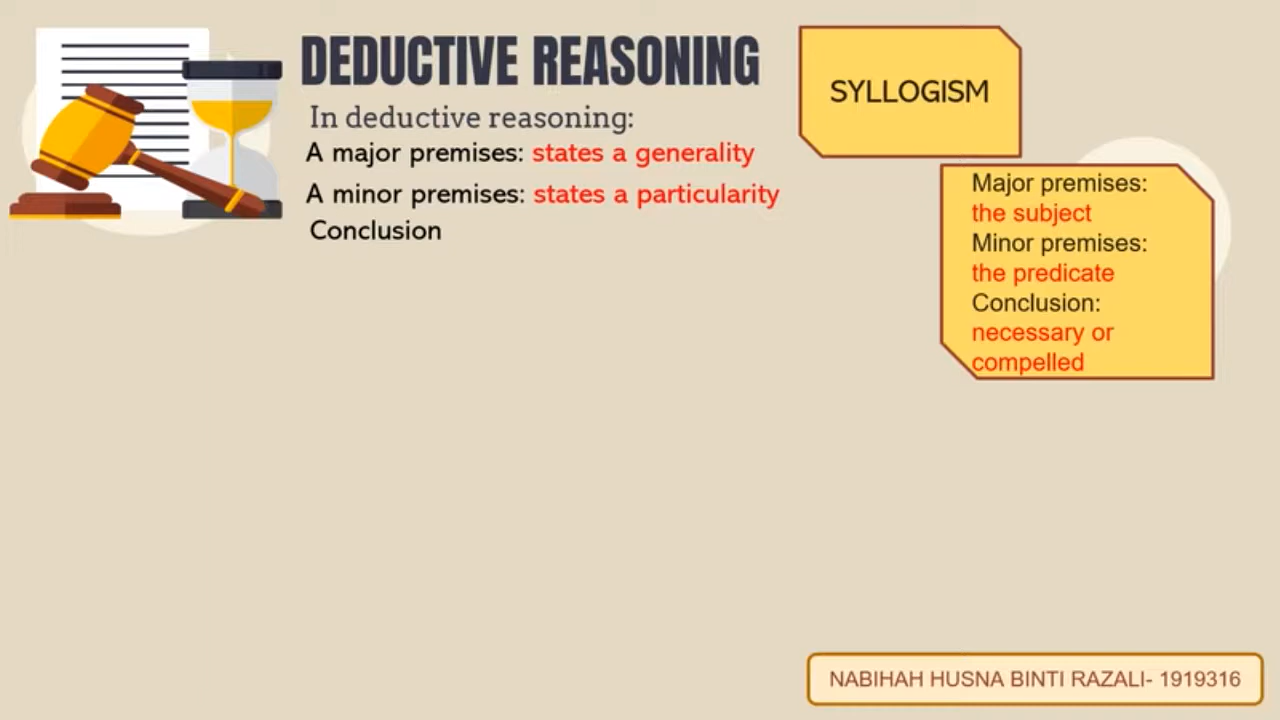 DEDUCTIVE REASONING
In deductive reasoning:
A major premises: states a generality
A minor premises: states a particularity
Conclusion
SYLLOGISM
Major premises:
the subject
Minor premises:
the predicate
Conclusion:
necessary or
compelled
NABIHAH HUSNA BINTI RAZALI- 1919316